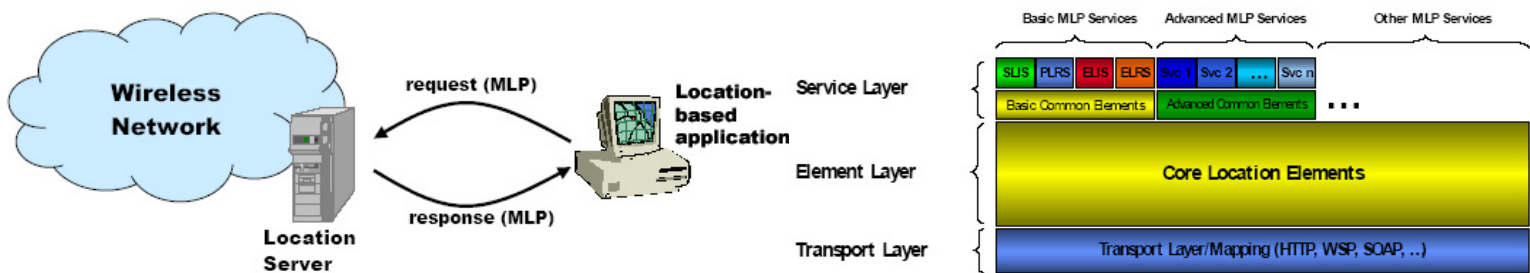 Wireless
Network
request (MLP)
Location-
based
application
response (MLP)
Location
Server
Basic MLP Services
Advanced MLP Services
Other MLP Services
Service Layer
SLIS
PLRS
ELIS
ELRS
Svc 1
Svc 2
...
Svc n
Basic Common Elements
Advanced Common Elements
...
Element Layer
Core Location Elements
Transport Layer
Transport Layer/Mapping (HTTP, WSP, SOAP, ..)